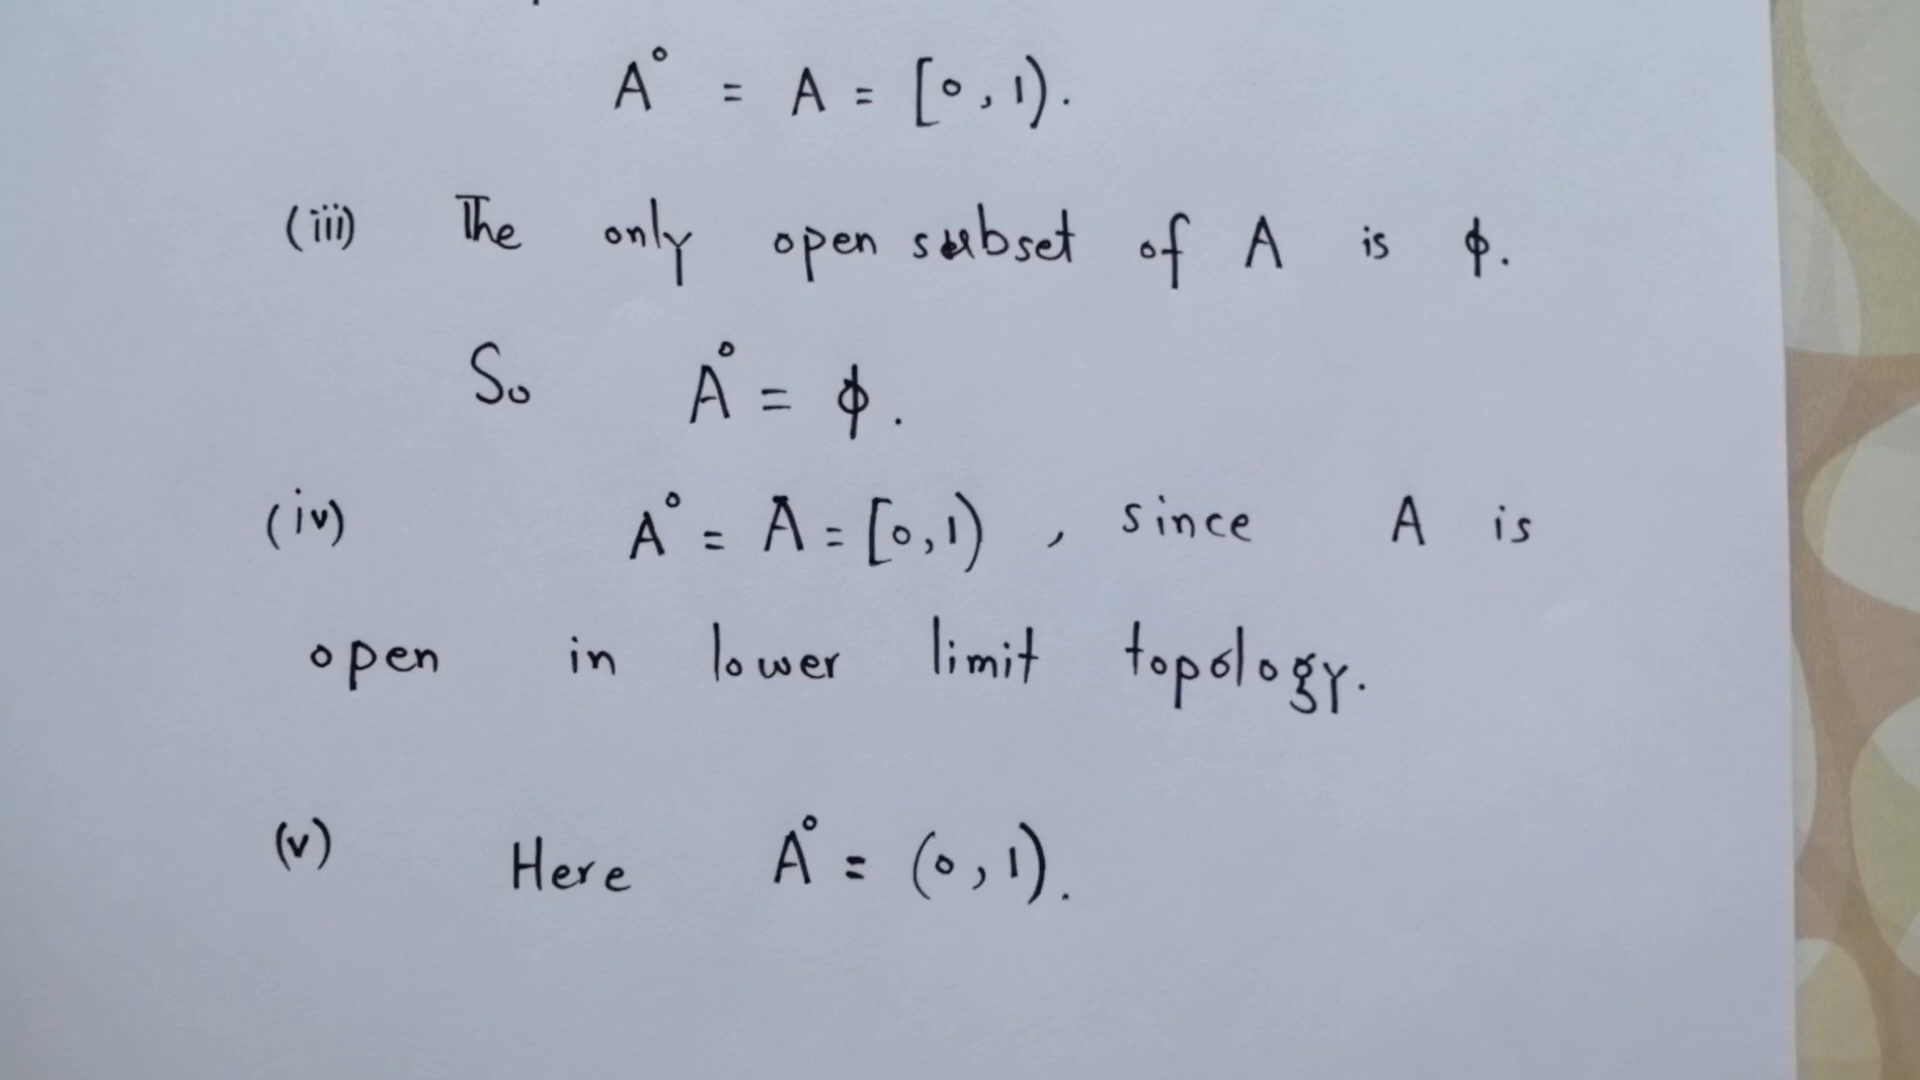 A° = A = [0, 1).
(iii) The only open subset of A is ϕ.
So A° = ϕ.
(iv) A° = A = [0, 1) , since A is
open in lower limit topology.
(v) Here A° = (0, 1).